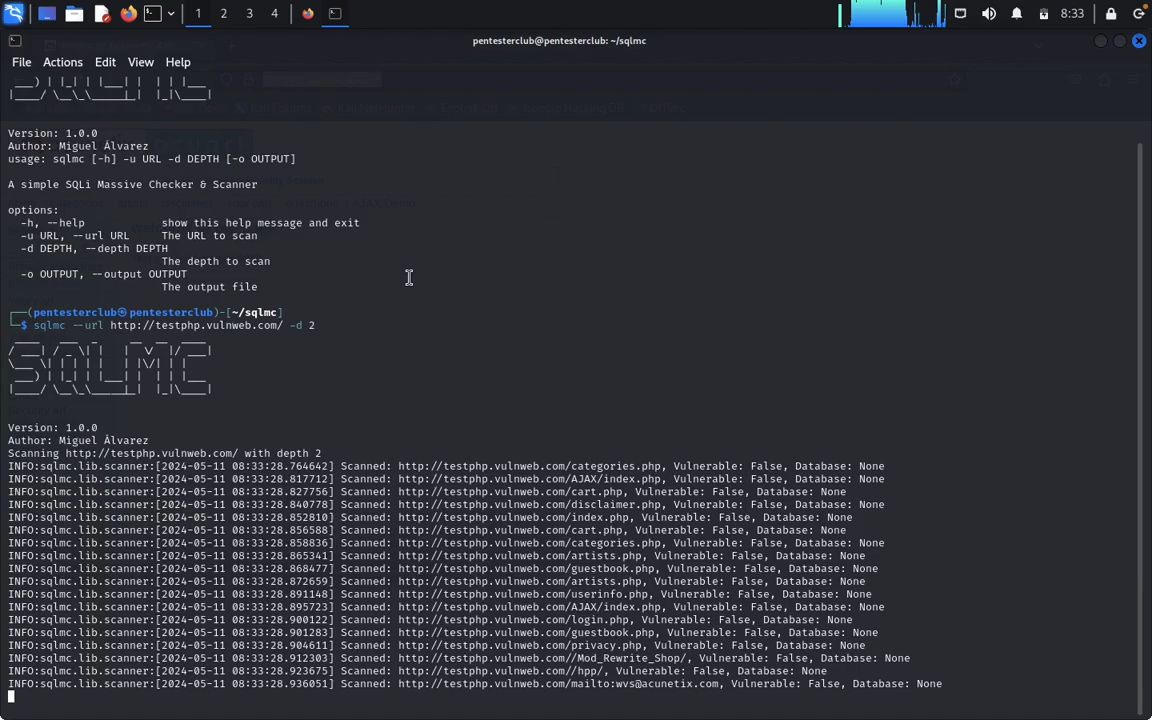 1 2 3 4 8:33
pentesterclub@pentesterclub: ~/sqlmc
File Actions Edit View Help
Version: 1.0.0
Author: Miguel Álvarez
usage: sqlmc [-h] -u URL -d DEPTH [-o OUTPUT]
A simple SQLi Massive Checker & Scanner
options:
-h, --help show this help message and exit
-u URL, --url URL The URL to scan
-d DEPTH, --depth DEPTH
The depth to scan
-o OUTPUT, --output OUTPUT
The output file
┌──(pentesterclub㉿pentesterclub)-[~/sqlmc]
└─$ sqlmc --url http://testphp.vulnweb.com/ -d 2
SQLMC
Version: 1.0.0
Author: Miguel Álvarez
Scanning http://testphp.vulnweb.com/ with depth 2
INFO:sqlmc.lib.scanner:[2024-05-11 08:33:28.764642] Scanned: http://testphp.vulnweb.com/categories.php, Vulnerable: False, Database: None
INFO:sqlmc.lib.scanner:[2024-05-11 08:33:28.817712] Scanned: http://testphp.vulnweb.com/AJAX/index.php, Vulnerable: False, Database: None
INFO:sqlmc.lib.scanner:[2024-05-11 08:33:28.827756] Scanned: http://testphp.vulnweb.com/cart.php, Vulnerable: False, Database: None
INFO:sqlmc.lib.scanner:[2024-05-11 08:33:28.840778] Scanned: http://testphp.vulnweb.com/disclaimer.php, Vulnerable: False, Database: None
INFO:sqlmc.lib.scanner:[2024-05-11 08:33:28.852810] Scanned: http://testphp.vulnweb.com/index.php, Vulnerable: False, Database: None
INFO:sqlmc.lib.scanner:[2024-05-11 08:33:28.856588] Scanned: http://testphp.vulnweb.com/cart.php, Vulnerable: False, Database: None
INFO:sqlmc.lib.scanner:[2024-05-11 08:33:28.858836] Scanned: http://testphp.vulnweb.com/categories.php, Vulnerable: False, Database: None
INFO:sqlmc.lib.scanner:[2024-05-11 08:33:28.865341] Scanned: http://testphp.vulnweb.com/artists.php, Vulnerable: False, Database: None
INFO:sqlmc.lib.scanner:[2024-05-11 08:33:28.868477] Scanned: http://testphp.vulnweb.com/guestbook.php, Vulnerable: False, Database: None
INFO:sqlmc.lib.scanner:[2024-05-11 08:33:28.872659] Scanned: http://testphp.vulnweb.com/artists.php, Vulnerable: False, Database: None
INFO:sqlmc.lib.scanner:[2024-05-11 08:33:28.891148] Scanned: http://testphp.vulnweb.com/userinfo.php, Vulnerable: False, Database: None
INFO:sqlmc.lib.scanner:[2024-05-11 08:33:28.895723] Scanned: http://testphp.vulnweb.com/AJAX/index.php, Vulnerable: False, Database: None
INFO:sqlmc.lib.scanner:[2024-05-11 08:33:28.900122] Scanned: http://testphp.vulnweb.com/login.php, Vulnerable: False, Database: None
INFO:sqlmc.lib.scanner:[2024-05-11 08:33:28.901283] Scanned: http://testphp.vulnweb.com/guestbook.php, Vulnerable: False, Database: None
INFO:sqlmc.lib.scanner:[2024-05-11 08:33:28.904611] Scanned: http://testphp.vulnweb.com/privacy.php, Vulnerable: False, Database: None
INFO:sqlmc.lib.scanner:[2024-05-11 08:33:28.912303] Scanned: http://testphp.vulnweb.com//Mod_Rewrite_Shop/, Vulnerable: False, Database: None
INFO:sqlmc.lib.scanner:[2024-05-11 08:33:28.923675] Scanned: http://testphp.vulnweb.com//hpp/, Vulnerable: False, Database: None
INFO:sqlmc.lib.scanner:[2024-05-11 08:33:28.936051] Scanned: http://testphp.vulnweb.com/mailto:wvs@acunetix.com, Vulnerable: False, Database: None